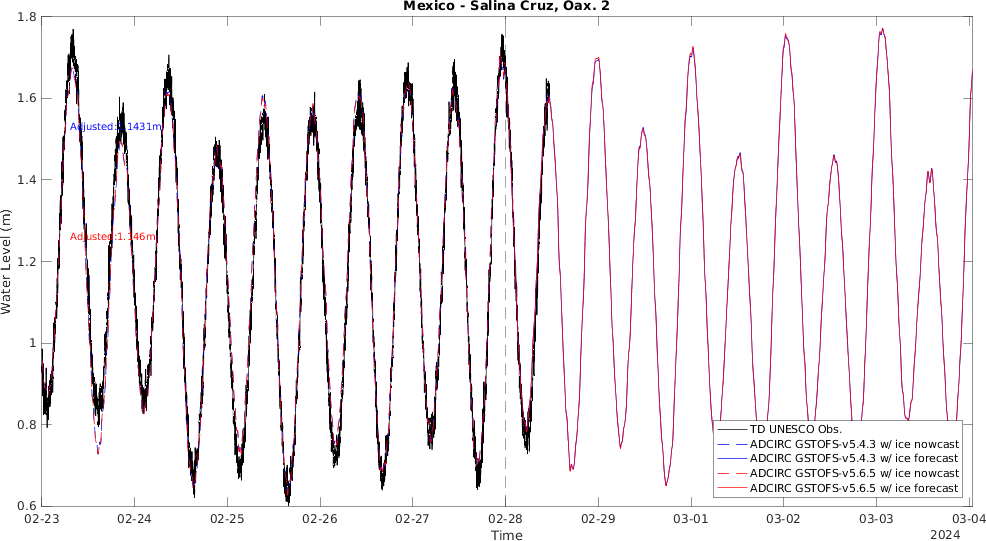 Mexico - Salina Cruz, Oax. 2
1.8
1.6
1.4
1.2
1
0.8
0.6
Water Level (m)
Adjusted:1.1431m
Adjusted:1.146m
TD UNESCO Obs.
ADCIRC GSTOFS-v5.4.3 w/ ice nowcast
ADCIRC GSTOFS-v5.4.3 w/ ice forecast
ADCIRC GSTOFS-v5.6.5 w/ ice nowcast
ADCIRC GSTOFS-v5.6.5 w/ ice forecast
02-23 02-24 02-25 02-26 02-27 02-28 02-29 03-01 03-02 03-03 03-04
Time
2024